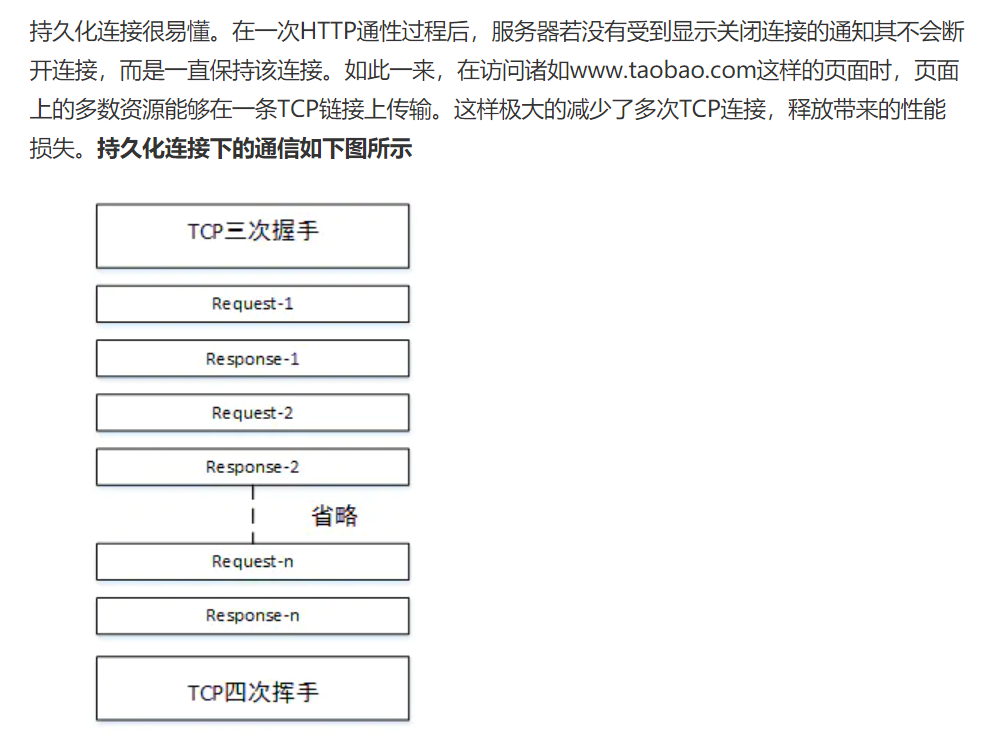 持久化连接很易懂。在一次HTTP通性过程后，服务器若没有受到显示关闭连接的通知其不会断
开连接，而是一直保持该连接。如此一来，在访问诸如www.taobao.com这样的页面时，页面
上的多数资源能够在一条TCP链接上传输。这样极大的减少了多次TCP连接，释放带来的性能
损失。持久化连接下的通信如下图所示
TCP三次握手
Request-1
Response-1
Request-2
Response-2
省略
Request-n
Response-n
TCP四次挥手